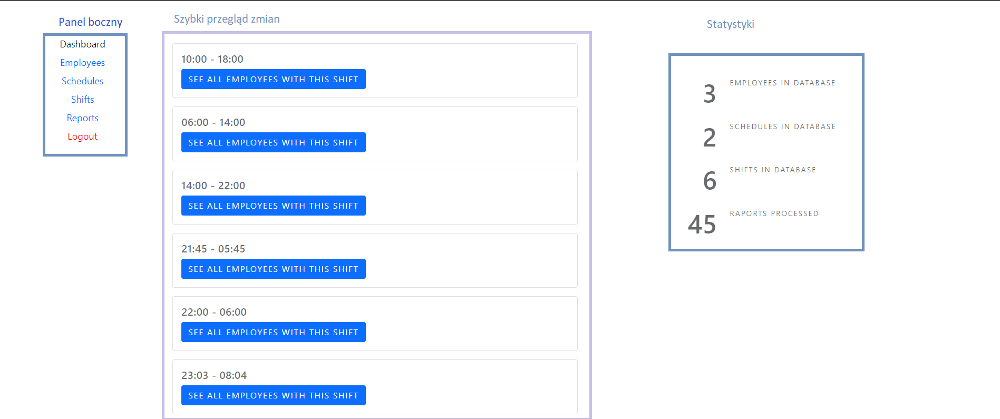 Panel boczny
Dashboard
Employees
Schedules
Shifts
Reports
Logout
Szybki przegląd zmian
10:00 - 18:00
SEE ALL EMPLOYEES WITH THIS SHIFT
06:00 - 14:00
SEE ALL EMPLOYEES WITH THIS SHIFT
14:00 - 22:00
SEE ALL EMPLOYEES WITH THIS SHIFT
21:45 - 05:45
SEE ALL EMPLOYEES WITH THIS SHIFT
22:00 - 06:00
SEE ALL EMPLOYEES WITH THIS SHIFT
23:03 - 08:04
SEE ALL EMPLOYEES WITH THIS SHIFT
Statystyki
3 EMPLOYEES IN DATABASE
2 SCHEDULES IN DATABASE
6 SHIFTS IN DATABASE
45 RAPORTS PROCESSED